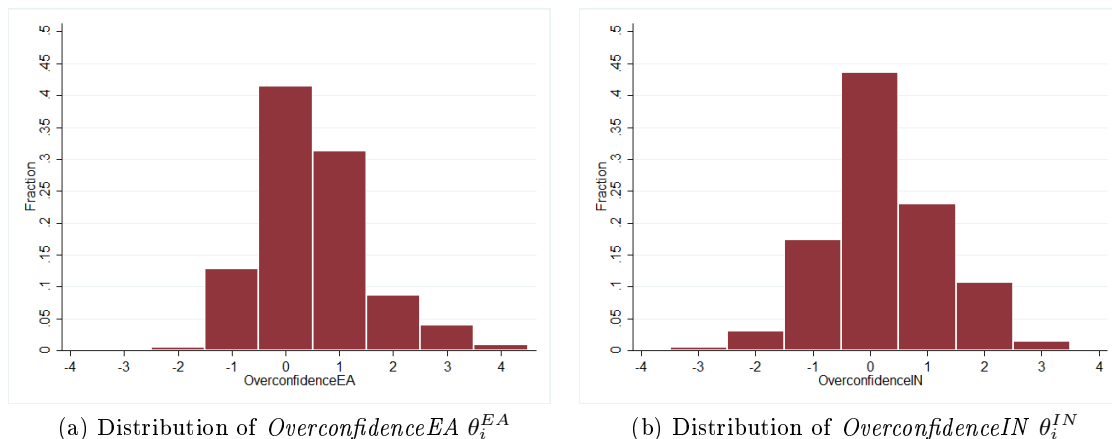 .5
.45
.4
.35
.3
.25
.2
.15
.1
.05
0
Fraction
-4 -3 -2 -1 0 1 2 3 4
OverconfidenceEA
(a) Distribution of OverconfidenceEA θ_i^{EA}
.5
.45
.4
.35
.3
.25
.2
.15
.1
.05
0
Fraction
-4 -3 -2 -1 0 1 2 3 4
OverconfidenceIN
(b) Distribution of OverconfidenceIN θ_i^{IN}